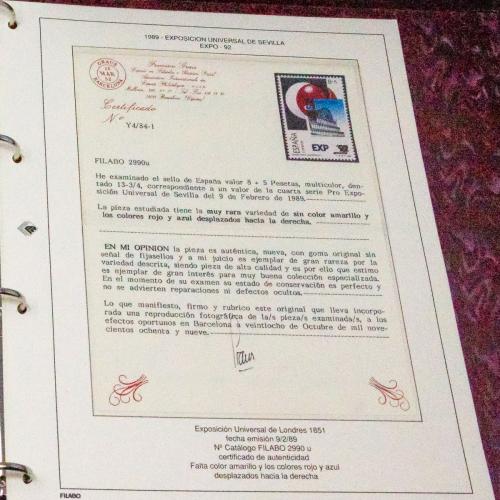 1989 - EXPOSICION UNIVERSAL DE SEVILLA
EXPO - 92
GRAUS
BARCELONA
Francisco Graus
Certificado
Nº Y4/84-1
ESPAÑA
EXP 92
FILABO 2990u
He examinado el sello de España valor 8 + 5 Pesetas, multicolor, den-
tado 13-3/4, correspondiente a un valor de la cuarta serie Pro Expo-
sición Universal de Sevilla del 9 de Febrero de 1989.
La pieza estudiada tiene la muy rara variedad de sin color amarillo y
los colores rojo y azul desplazados hacia la derecha.
EN MI OPINION la pieza es auténtica, nueva, con goma original sin
señal de fijasellos y a mi juicio es ejemplar de gran rareza por la
variedad descrita, siendo pieza de alta calidad y es por ello que estimo
es ejemplar de gran interés para muy buena colección especializada.
En el momento de su examen su estado de conservación es perfecto y
no se advierten reparaciones ni defectos ocultos.
Lo que manifiesto, firmo y rubrico este original que lleva incorpo-
rada una reproducción fotográfica de la/s pieza/s examinada/s, a los
efectos oportunos en Barcelona a veintiocho de Octubre de mil nove-
cientos ochenta y nueve.
Exposición Universal de Londres 1851
fecha emisión 9/2/89
Nº Catálogo FILABO 2990 u
certificado de autenticidad
Falta color amarillo y los colores rojo y azul
desplazados hacia la derecha
FILABO